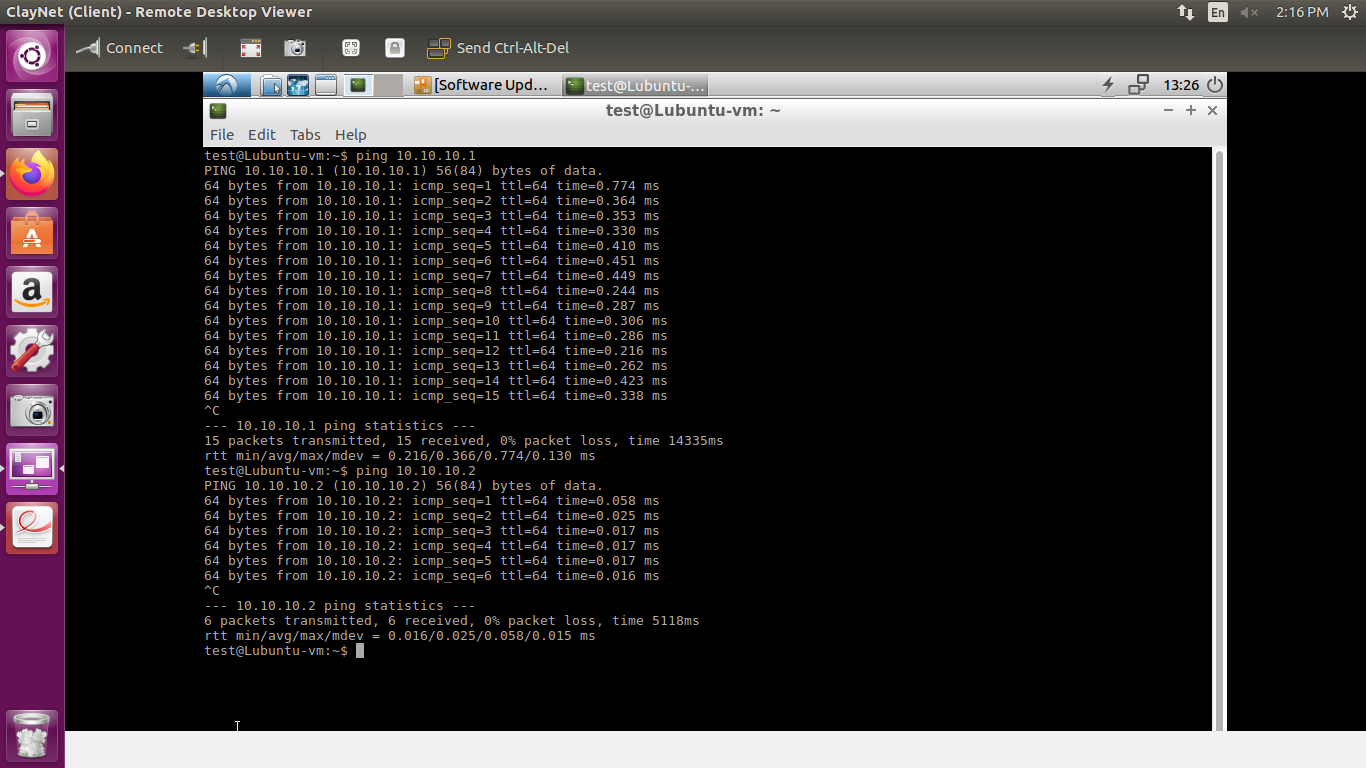 ClayNet (Client) - Remote Desktop Viewer
En
2:16 PM
Connect
Send Ctrl-Alt-Del
[Software Upd...
test@Lubuntu-...
13:26
test@Lubuntu-vm: ~
File Edit Tabs Help
test@Lubuntu-vm:~$ ping 10.10.10.1
PING 10.10.10.1 (10.10.10.1) 56(84) bytes of data.
64 bytes from 10.10.10.1: icmp_seq=1 ttl=64 time=0.774 ms
64 bytes from 10.10.10.1: icmp_seq=2 ttl=64 time=0.364 ms
64 bytes from 10.10.10.1: icmp_seq=3 ttl=64 time=0.353 ms
64 bytes from 10.10.10.1: icmp_seq=4 ttl=64 time=0.330 ms
64 bytes from 10.10.10.1: icmp_seq=5 ttl=64 time=0.410 ms
64 bytes from 10.10.10.1: icmp_seq=6 ttl=64 time=0.451 ms
64 bytes from 10.10.10.1: icmp_seq=7 ttl=64 time=0.449 ms
64 bytes from 10.10.10.1: icmp_seq=8 ttl=64 time=0.244 ms
64 bytes from 10.10.10.1: icmp_seq=9 ttl=64 time=0.287 ms
64 bytes from 10.10.10.1: icmp_seq=10 ttl=64 time=0.306 ms
64 bytes from 10.10.10.1: icmp_seq=11 ttl=64 time=0.286 ms
64 bytes from 10.10.10.1: icmp_seq=12 ttl=64 time=0.216 ms
64 bytes from 10.10.10.1: icmp_seq=13 ttl=64 time=0.262 ms
64 bytes from 10.10.10.1: icmp_seq=14 ttl=64 time=0.423 ms
64 bytes from 10.10.10.1: icmp_seq=15 ttl=64 time=0.338 ms
^C
--- 10.10.10.1 ping statistics ---
15 packets transmitted, 15 received, 0% packet loss, time 14335ms
rtt min/avg/max/mdev = 0.216/0.366/0.774/0.130 ms
test@Lubuntu-vm:~$ ping 10.10.10.2
PING 10.10.10.2 (10.10.10.2) 56(84) bytes of data.
64 bytes from 10.10.10.2: icmp_seq=1 ttl=64 time=0.058 ms
64 bytes from 10.10.10.2: icmp_seq=2 ttl=64 time=0.025 ms
64 bytes from 10.10.10.2: icmp_seq=3 ttl=64 time=0.017 ms
64 bytes from 10.10.10.2: icmp_seq=4 ttl=64 time=0.017 ms
64 bytes from 10.10.10.2: icmp_seq=5 ttl=64 time=0.017 ms
64 bytes from 10.10.10.2: icmp_seq=6 ttl=64 time=0.016 ms
^C
--- 10.10.10.2 ping statistics ---
6 packets transmitted, 6 received, 0% packet loss, time 5118ms
rtt min/avg/max/mdev = 0.016/0.025/0.058/0.015 ms
test@Lubuntu-vm:~$